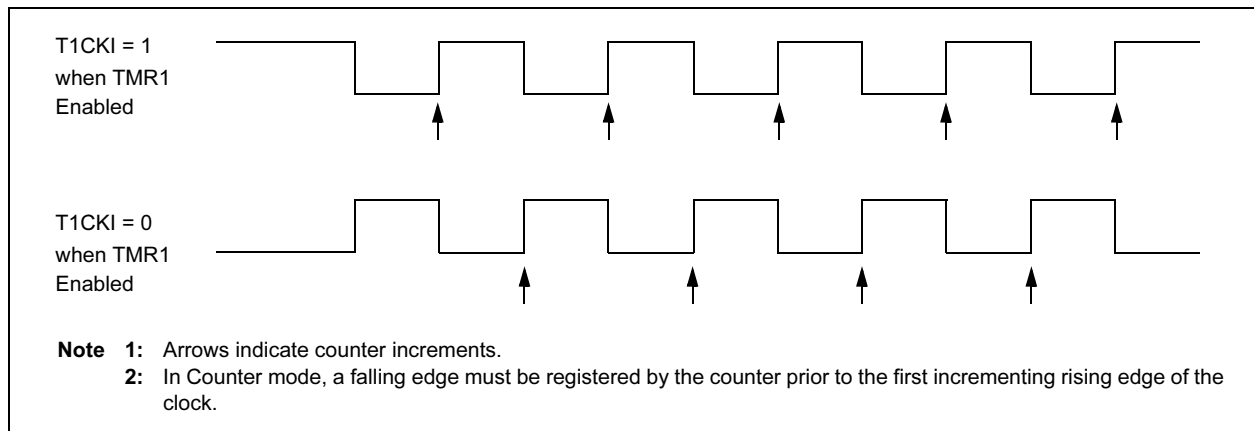 T1CKI = 1
when TMR1
Enabled
T1CKI = 0
when TMR1
Enabled
Note 1: Arrows indicate counter increments.
2: In Counter mode, a falling edge must be registered by the counter prior to the first incrementing rising edge of the
clock.